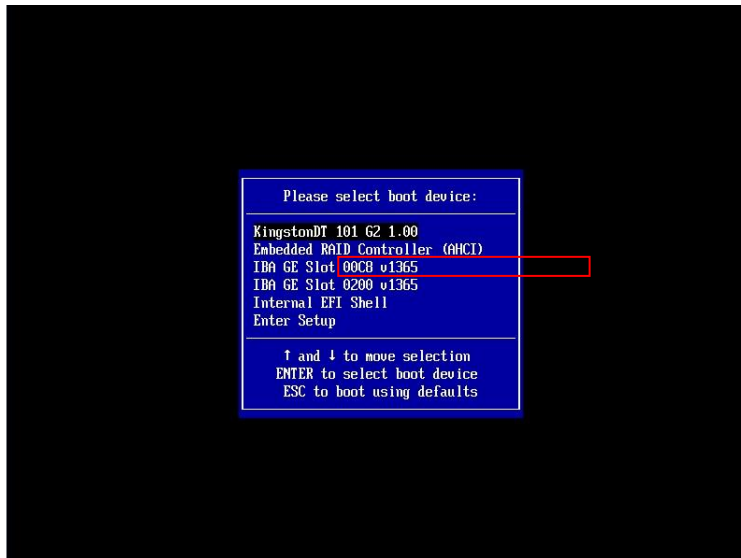 Please select boot device:
KingstonDT 101 G2 1.00
Embedded RAID Controller (AHCI)
IBA GE Slot 00C8 v1365
IBA GE Slot 0200 v1365
Internal EFI Shell
Enter Setup
↑ and ↓ to move selection
ENTER to select boot device
ESC to boot using defaults